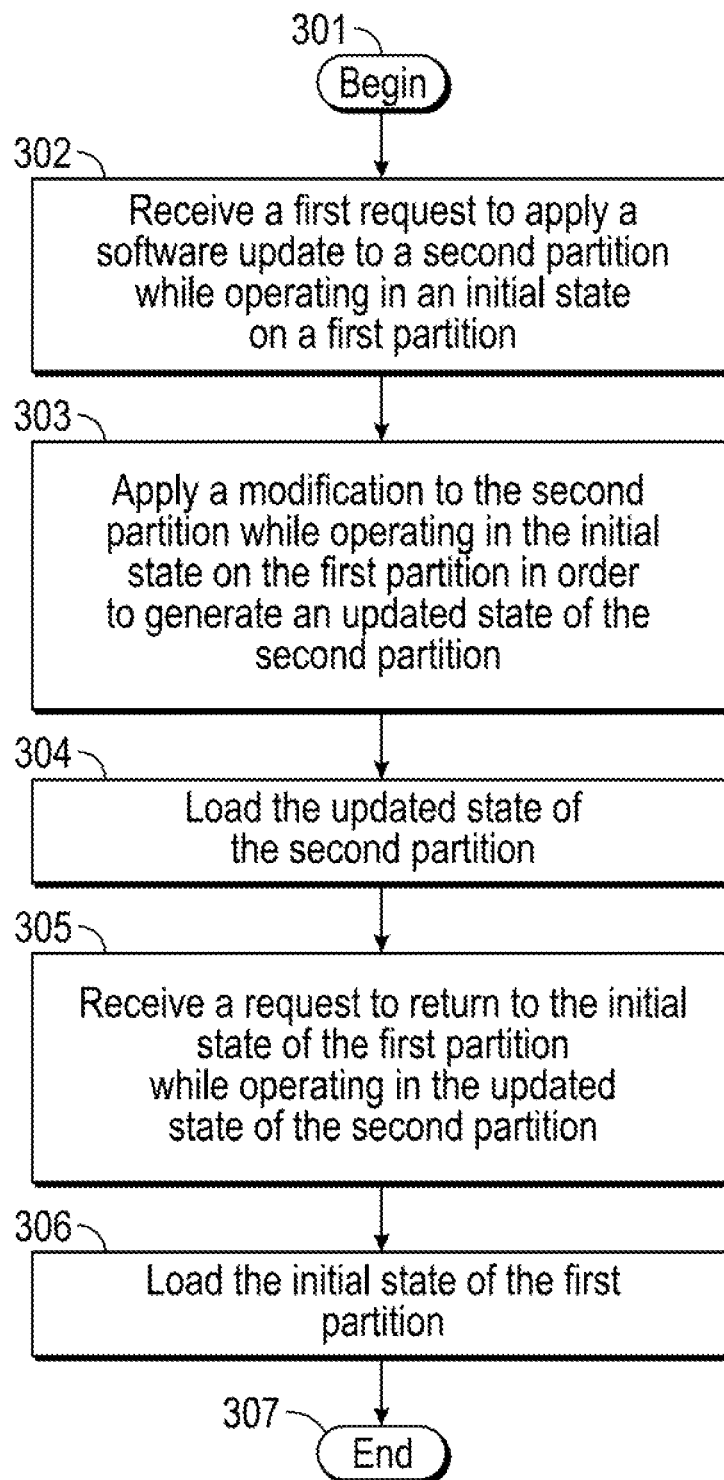 301
Begin
302
Receive a first request to apply a
software update to a second partition
while operating in an initial state
on a first partition
303
Apply a modification to the second
partition while operating in the initial
state on the first partition in order
to generate an updated state of the
second partition
304
Load the updated state of
the second partition
305
Receive a request to return to the initial
state of the first partition
while operating in the updated
state of the second partition
306
Load the initial state of the first
partition
307
End